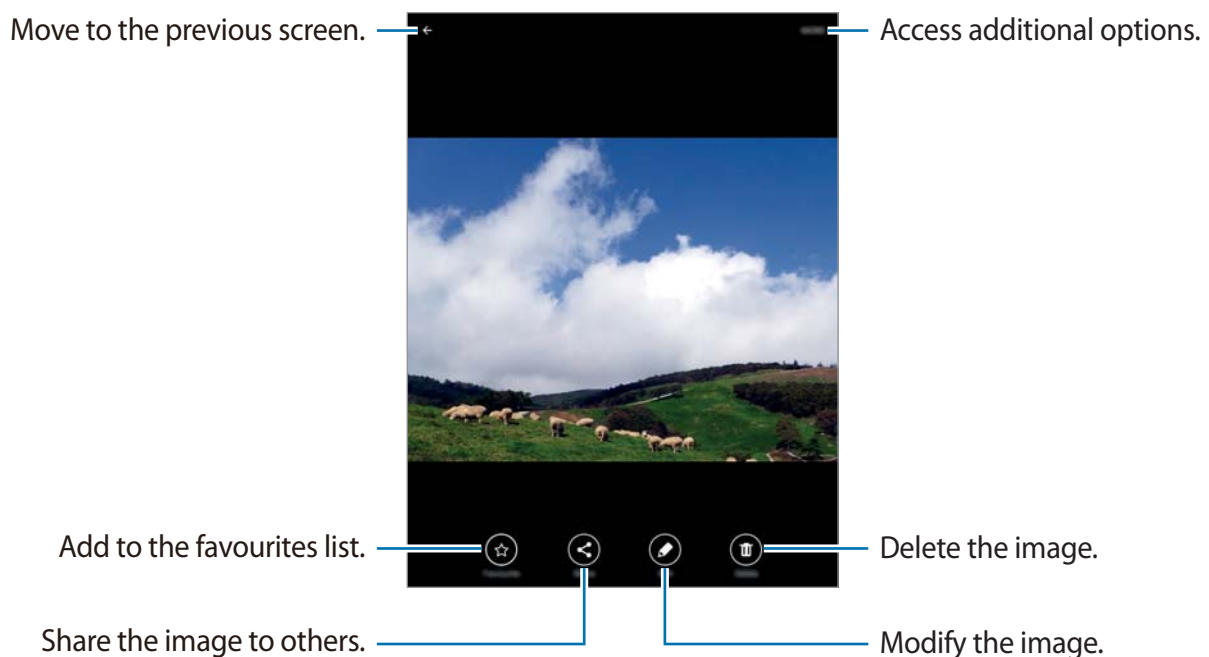 Move to the previous screen.
Access additional options.
Add to the favourites list.
Delete the image.
Share the image to others.
Modify the image.